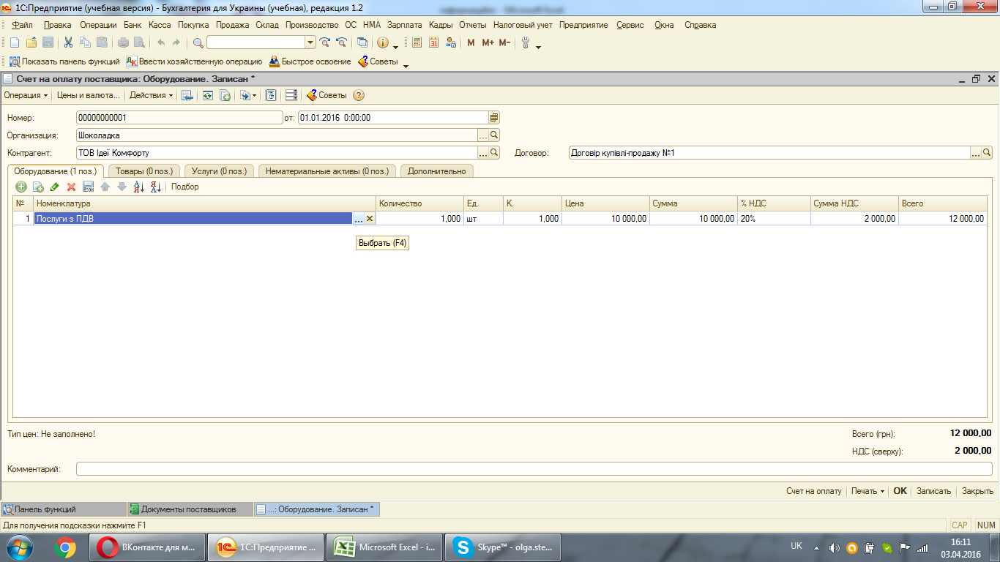 1С:Предприятие (учебная версия) - Бухгалтерия для Украины (учебная), редакция 1.2
Microsoft Excel
Файл Правка Операции Банк Касса Покупка Продажа Склад Производство ОС НМА Зарплата Кадры Отчеты Налоговый учет Предприятие Сервис Окна Справка
M M+ M-
Показать панель функций Ввести хозяйственную операцию Быстрое освоение Советы
Счет на оплату поставщика: Оборудование. Записан *
Операция Цены и валюта... Действия Советы
Номер: 00000000001 от: 01.01.2016 0:00:00
Организация: Шоколадка
Контрагент: ТОВ Ідеї Комфорту Договор: Договір купівлі-продажу №1
Оборудование (1 поз.) Товары (0 поз.) Услуги (0 поз.) Нематериальные активы (0 поз.) Дополнительно
Подбор
№ Номенклатура Количество Ед. К. Цена Сумма % НДС Сумма НДС Всего
1 Послуги з ПДВ ... 1,000 шт 1,000 10 000,00 10 000,00 20% 2 000,00 12 000,00
Выбрать (F4)
Тип цен: Не заполнено! Всего (грн): 12 000,00
НДС (сверху): 2 000,00
Комментарий:
Счет на оплату Печать OK Записать Закрыть
Панель функций Документы поставщиков ...: Оборудование. Записан *
Для получения подсказки нажмите F1 CAP NUM
ВКонтакте для м... 1С:Предприятие ... Microsoft Excel - і... Skype™ - olga.ste... UK 16:11
03.04.2016